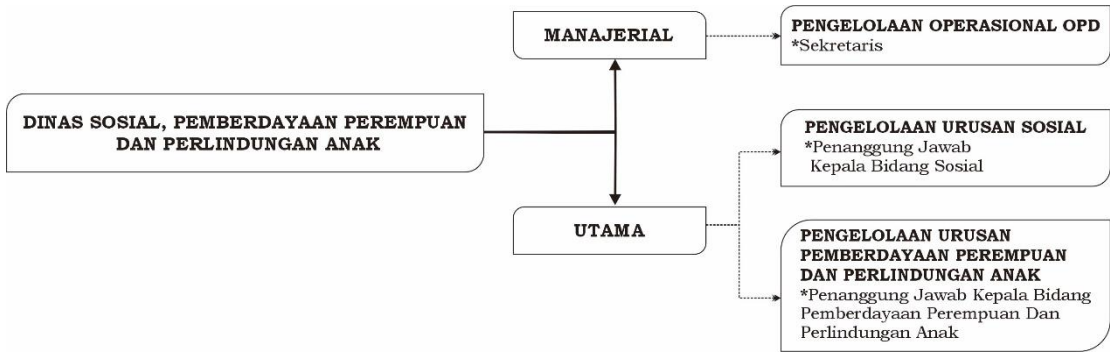 DINAS SOSIAL, PEMBERDAYAAN PEREMPUAN
DAN PERLINDUNGAN ANAK
MANAJERIAL
PENGELOLAAN OPERASIONAL OPD
*Sekretaris
UTAMA
PENGELOLAAN URUSAN SOSIAL
*Penanggung Jawab
Kepala Bidang Sosial
PENGELOLAAN URUSAN
PEMBERDAYAAN PEREMPUAN
DAN PERLINDUNGAN ANAK
*Penanggung Jawab Kepala Bidang
Pemberdayaan Perempuan Dan
Perlindungan Anak